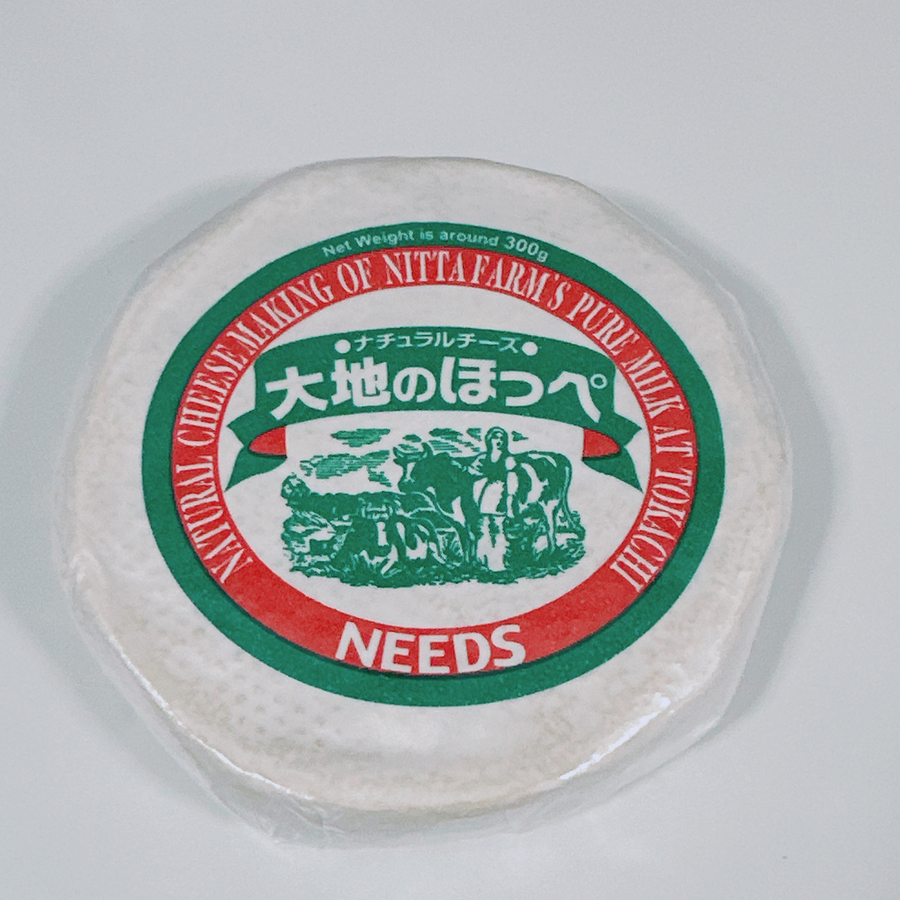 Net Weight is around 300g
NATURAL CHEESE MAKING OF NITTA FARM'S PURE MILK AT TOKACHI
●ナチュラルチーズ●
大地のほっぺ
NEEDS